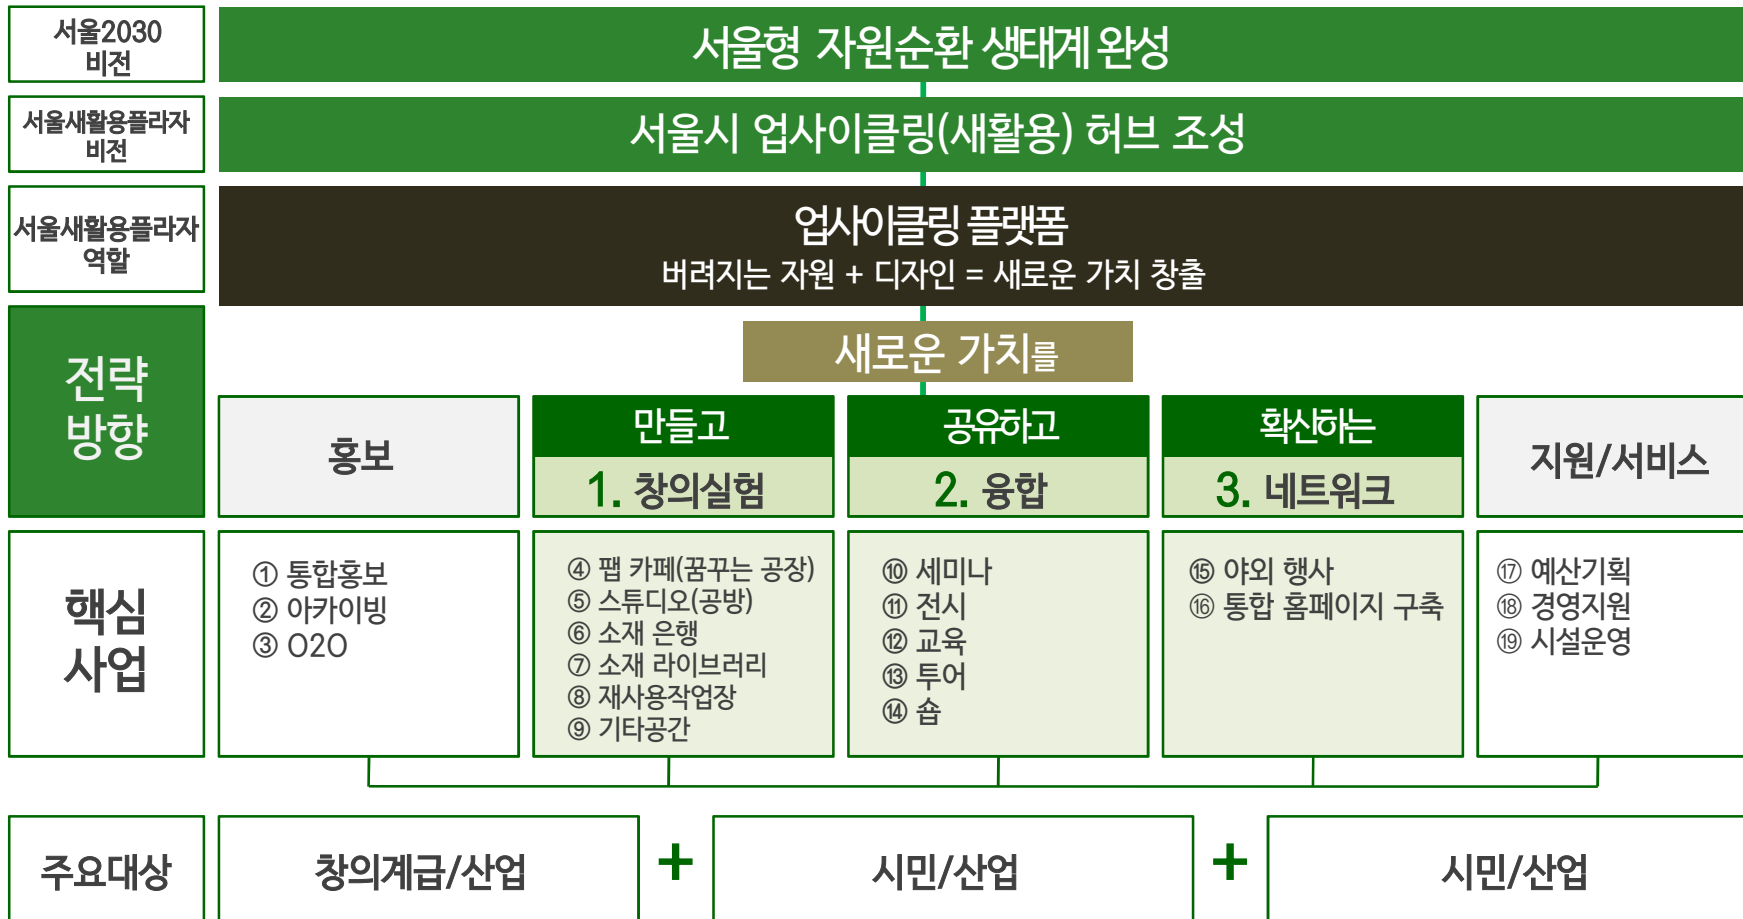 서울2030
비전
서울형 자원순환 생태계 완성
서울새활용플라자
비전
서울시 업사이클링(새활용) 허브 조성
서울새활용플라자
역할
업사이클링 플랫폼
버려지는 자원 + 디자인 = 새로운 가치 창출
전략
방향
새로운 가치를
홍보
만들고
1. 창의실험
공유하고
2. 융합
확산하는
3. 네트워크
지원/서비스
핵심
사업
① 통합홍보
② 아카이빙
③ O2O
④ 팹 카페(꿈꾸는 공장)
⑤ 스튜디오(공방)
⑥ 소재 은행
⑦ 소재 라이브러리
⑧ 재사용작업장
⑨ 기타공간
⑩ 세미나
⑪ 전시
⑫ 교육
⑬ 투어
⑭ 숍
⑮ 야외 행사
⑯ 통합 홈페이지 구축
⑰ 예산기획
⑱ 경영지원
⑲ 시설운영
주요대상
창의계급/산업
+
시민/산업
+
시민/산업